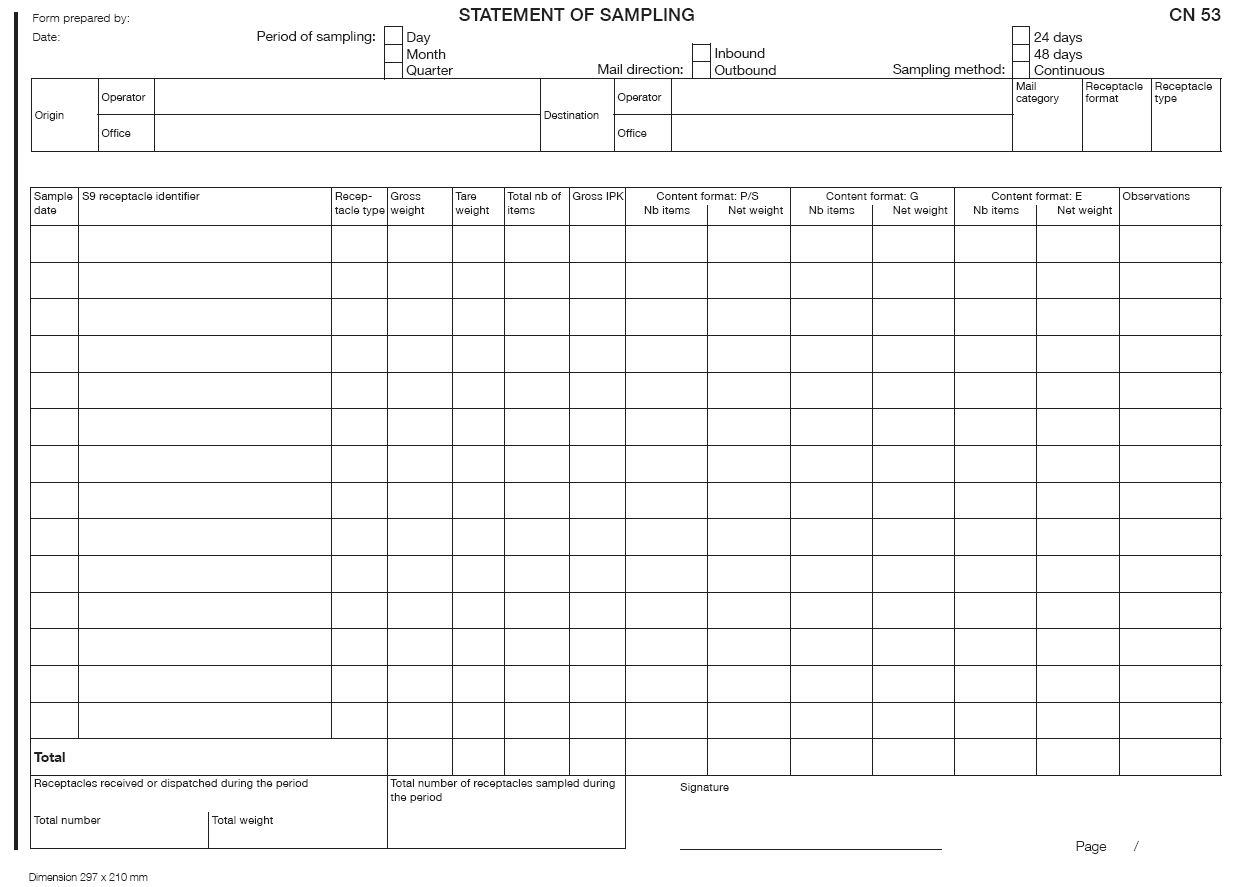 STATEMENT OF SAMPLING
CN 53
Form prepared by:
Date:
Period of sampling:
Day
Month
Quarter
Mail direction:
Inbound
Outbound
Sampling method:
24 days
48 days
Continuous
Origin
Operator
Office
Destination
Operator
Office
Mail
category
Receptacle
format
Receptacle
type
Sample
date
S9 receptacle identifier
Recep-
tacle type
Gross
weight
Tare
weight
Total nb of
items
Gross IPK
Content format: P/S
Nb items
Net weight
Content format: G
Nb items
Net weight
Content format: E
Nb items
Net weight
Observations
Total
Receptacles received or dispatched during the period
Total number
Total weight
Total number of receptacles sampled during
the period
Signature
Page /
Dimension 297 x 210 mm